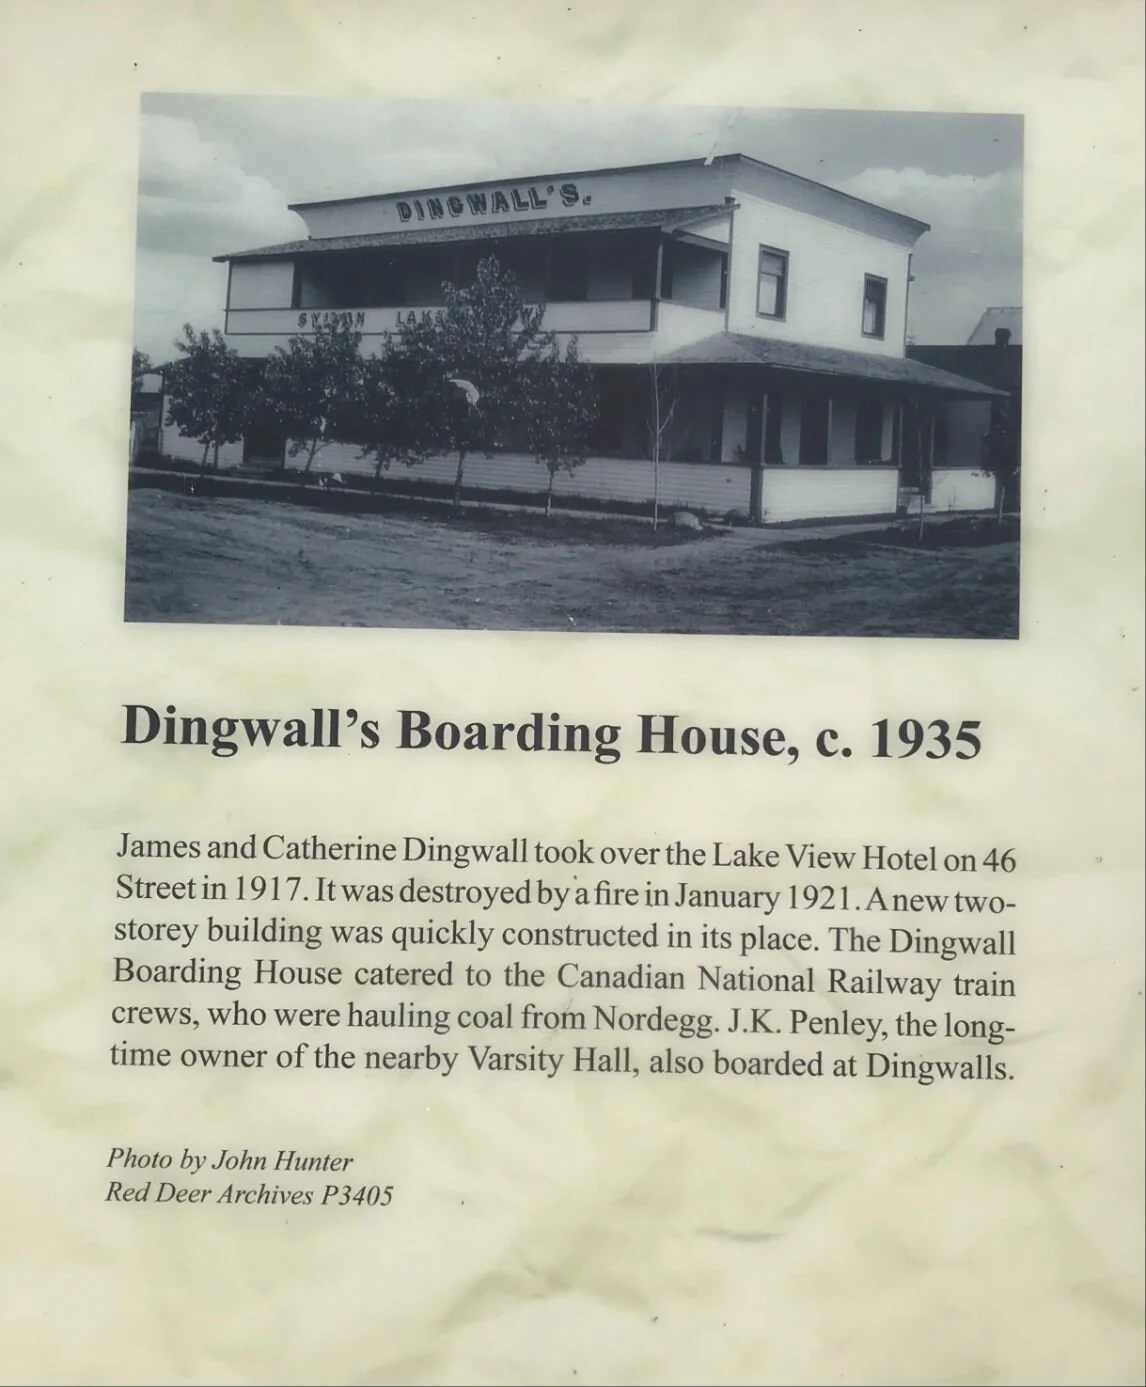 DINGWALL'S.
SYLVAN LAKE
Dingwall's Boarding House, c. 1935
James and Catherine Dingwall took over the Lake View Hotel on 46
Street in 1917. It was destroyed by a fire in January 1921. A new two-
storey building was quickly constructed in its place. The Dingwall
Boarding House catered to the Canadian National Railway train
crews, who were hauling coal from Nordegg. J.K. Penley, the long-
time owner of the nearby Varsity Hall, also boarded at Dingwalls.
Photo by John Hunter
Red Deer Archives P3405